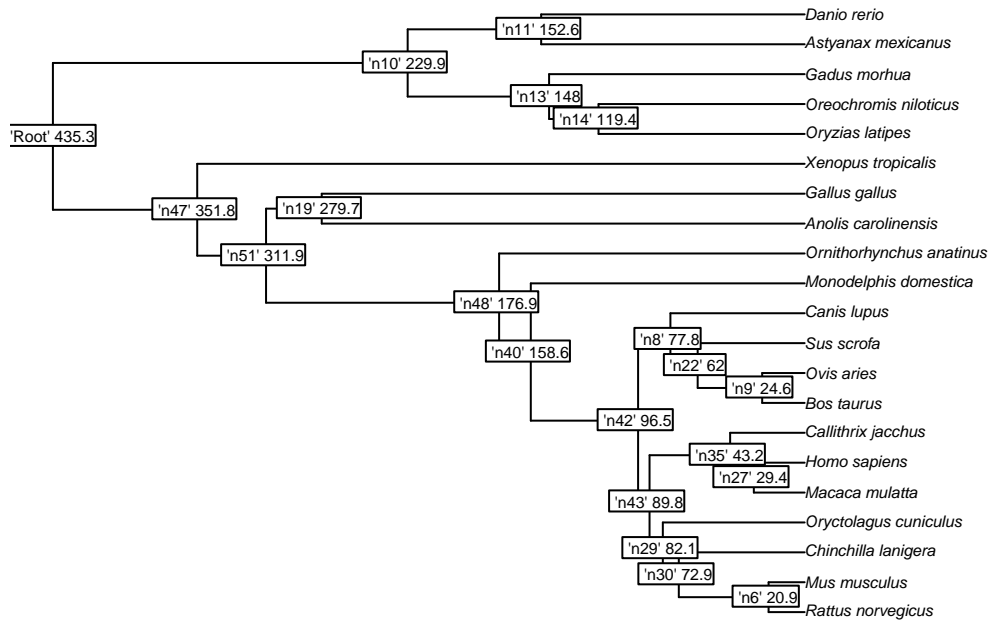 Danio rerio
'n11' 152.6
Astyanax mexicanus
'n10' 229.9
Gadus morhua
'n13' 148
Oreochromis niloticus
'n14' 119.4
Oryzias latipes
'Root' 435.3
Xenopus tropicalis
Gallus gallus
'n47' 351.8
'n19' 279.7
Anolis carolinensis
'n51' 311.9
Ornithorhynchus anatinus
Monodelphis domestica
'n48' 176.9
Canis lupus
'n8' 77.8
Sus scrofa
'n40' 158.6
'n22' 62
Ovis aries
'n9' 24.6
Bos taurus
'n42' 96.5
Callithrix jacchus
'n35' 43.2
Homo sapiens
'n27' 29.4
Macaca mulatta
'n43' 89.8
Oryctolagus cuniculus
'n29' 82.1
Chinchilla lanigera
'n30' 72.9
Mus musculus
'n6' 20.9
Rattus norvegicus